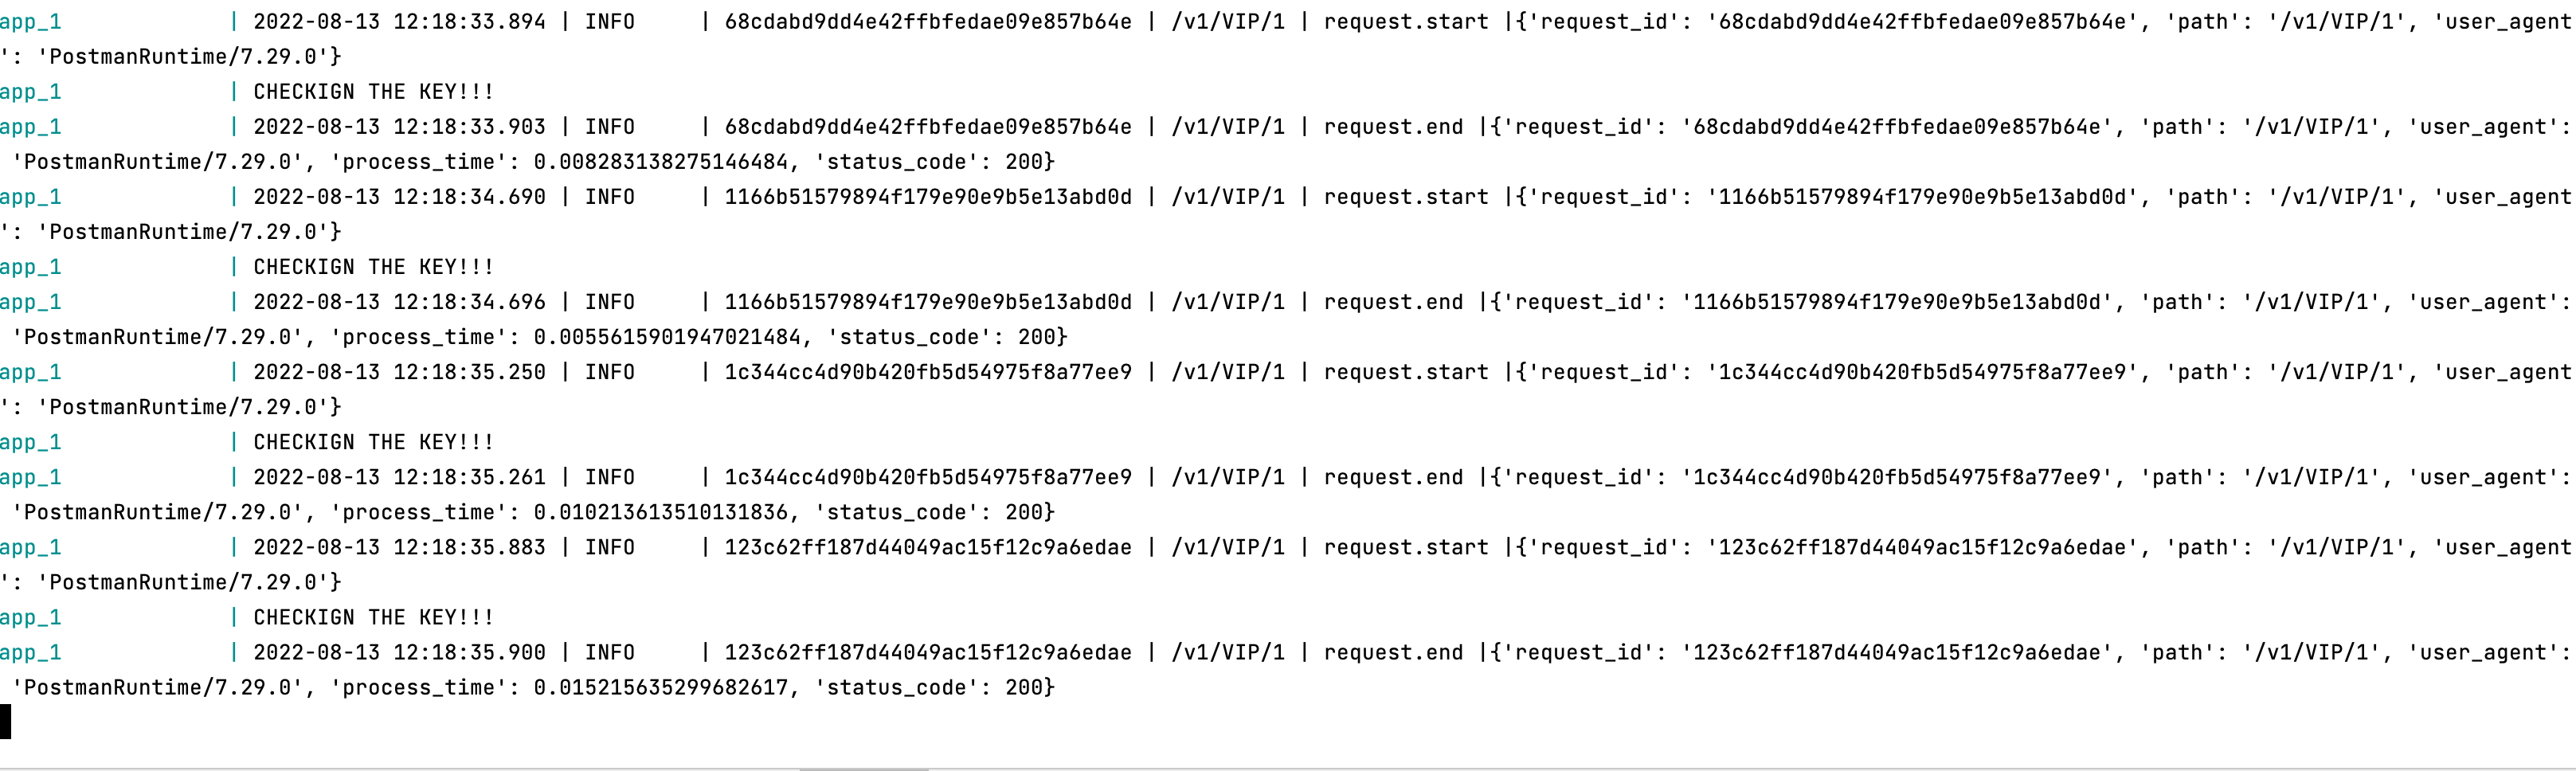 app_1 | 2022-08-13 12:18:33.894 | INFO | 68cdabd9dd4e42ffbfedae09e857b64e | /v1/VIP/1 | request.start |{'request_id': '68cdabd9dd4e42ffbfedae09e857b64e', 'path': '/v1/VIP/1', 'user_agent
': 'PostmanRuntime/7.29.0'}
app_1 | CHECKIGN THE KEY!!!
app_1 | 2022-08-13 12:18:33.903 | INFO | 68cdabd9dd4e42ffbfedae09e857b64e | /v1/VIP/1 | request.end |{'request_id': '68cdabd9dd4e42ffbfedae09e857b64e', 'path': '/v1/VIP/1', 'user_agent':
'PostmanRuntime/7.29.0', 'process_time': 0.008283138275146484, 'status_code': 200}
app_1 | 2022-08-13 12:18:34.690 | INFO | 1166b51579894f179e90e9b5e13abd0d | /v1/VIP/1 | request.start |{'request_id': '1166b51579894f179e90e9b5e13abd0d', 'path': '/v1/VIP/1', 'user_agent
': 'PostmanRuntime/7.29.0'}
app_1 | CHECKIGN THE KEY!!!
app_1 | 2022-08-13 12:18:34.696 | INFO | 1166b51579894f179e90e9b5e13abd0d | /v1/VIP/1 | request.end |{'request_id': '1166b51579894f179e90e9b5e13abd0d', 'path': '/v1/VIP/1', 'user_agent':
'PostmanRuntime/7.29.0', 'process_time': 0.0055615901947021484, 'status_code': 200}
app_1 | 2022-08-13 12:18:35.250 | INFO | 1c344cc4d90b420fb5d54975f8a77ee9 | /v1/VIP/1 | request.start |{'request_id': '1c344cc4d90b420fb5d54975f8a77ee9', 'path': '/v1/VIP/1', 'user_agent
': 'PostmanRuntime/7.29.0'}
app_1 | CHECKIGN THE KEY!!!
app_1 | 2022-08-13 12:18:35.261 | INFO | 1c344cc4d90b420fb5d54975f8a77ee9 | /v1/VIP/1 | request.end |{'request_id': '1c344cc4d90b420fb5d54975f8a77ee9', 'path': '/v1/VIP/1', 'user_agent':
'PostmanRuntime/7.29.0', 'process_time': 0.010213613510131836, 'status_code': 200}
app_1 | 2022-08-13 12:18:35.883 | INFO | 123c62ff187d44049ac15f12c9a6edae | /v1/VIP/1 | request.start |{'request_id': '123c62ff187d44049ac15f12c9a6edae', 'path': '/v1/VIP/1', 'user_agent
': 'PostmanRuntime/7.29.0'}
app_1 | CHECKIGN THE KEY!!!
app_1 | 2022-08-13 12:18:35.900 | INFO | 123c62ff187d44049ac15f12c9a6edae | /v1/VIP/1 | request.end |{'request_id': '123c62ff187d44049ac15f12c9a6edae', 'path': '/v1/VIP/1', 'user_agent':
'PostmanRuntime/7.29.0', 'process_time': 0.015215635299682617, 'status_code': 200}